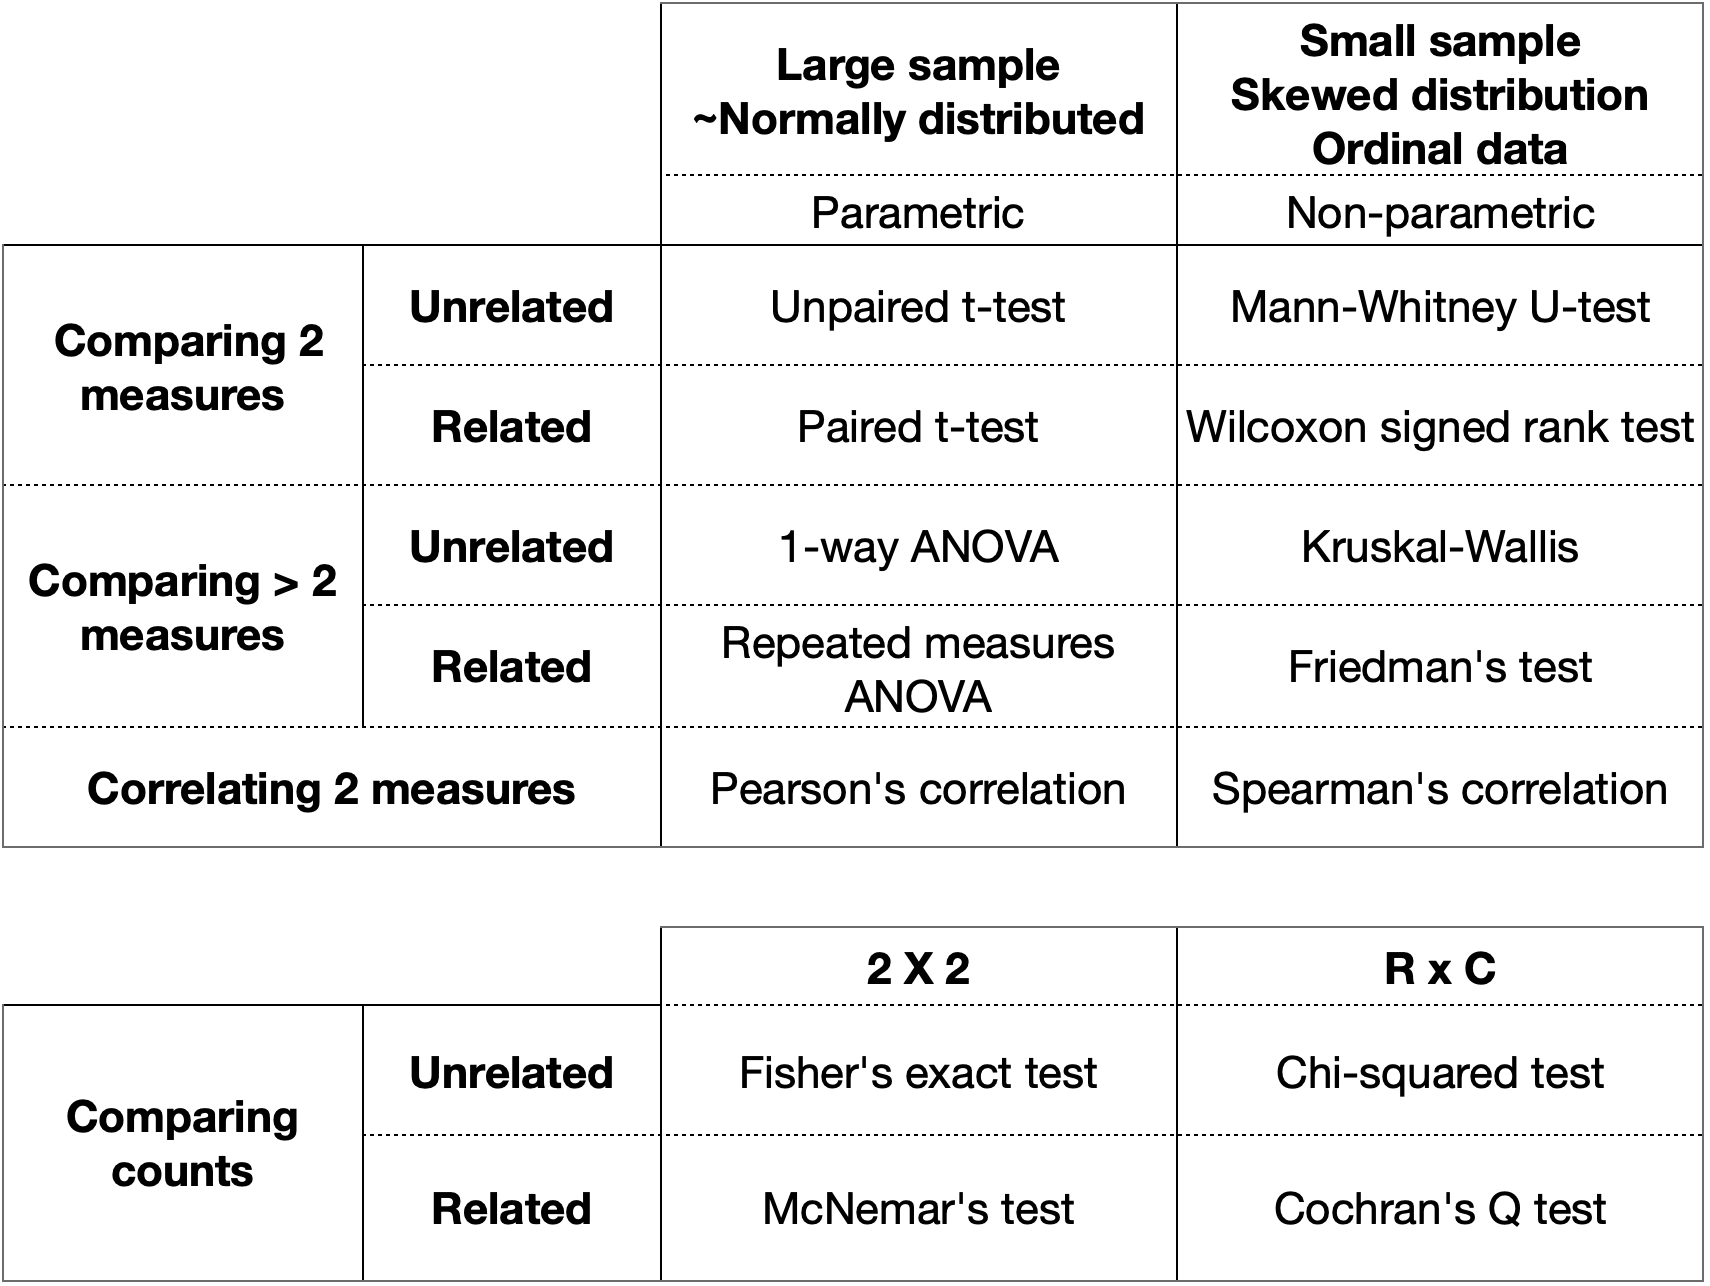 Large sample
~Normally distributed
Small sample
Skewed distribution
Ordinal data
Parametric
Non-parametric
Comparing 2
measures
Unrelated
Unpaired t-test
Mann-Whitney U-test
Related
Paired t-test
Wilcoxon signed rank test
Comparing > 2
measures
Unrelated
1-way ANOVA
Kruskal-Wallis
Related
Repeated measures
ANOVA
Friedman's test
Correlating 2 measures
Pearson's correlation
Spearman's correlation
2 X 2
R x C
Comparing
counts
Unrelated
Fisher's exact test
Chi-squared test
Related
McNemar's test
Cochran's Q test